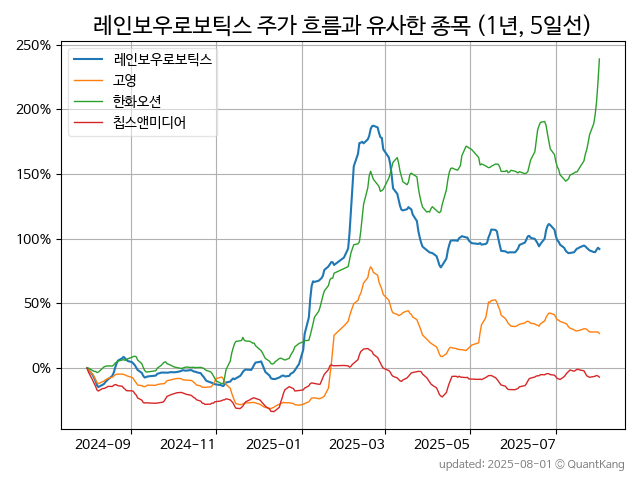 레인보우로보틱스 주가 흐름과 유사한 종목 (1년, 5일선)
레인보우로보틱스
고영
한화오션
칩스앤미디어
250%
200%
150%
100%
50%
0%
2024-09 2024-11 2025-01 2025-03 2025-05 2025-07
updated: 2025-08-01 © QuantKang